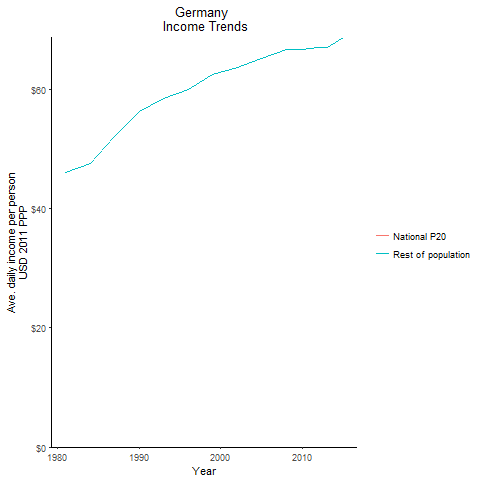 Germany
Income Trends
Ave. daily income per person
USD 2011 PPP
$60
$40
$20
$0
1980 1990 2000 2010
Year
National P20
Rest of population